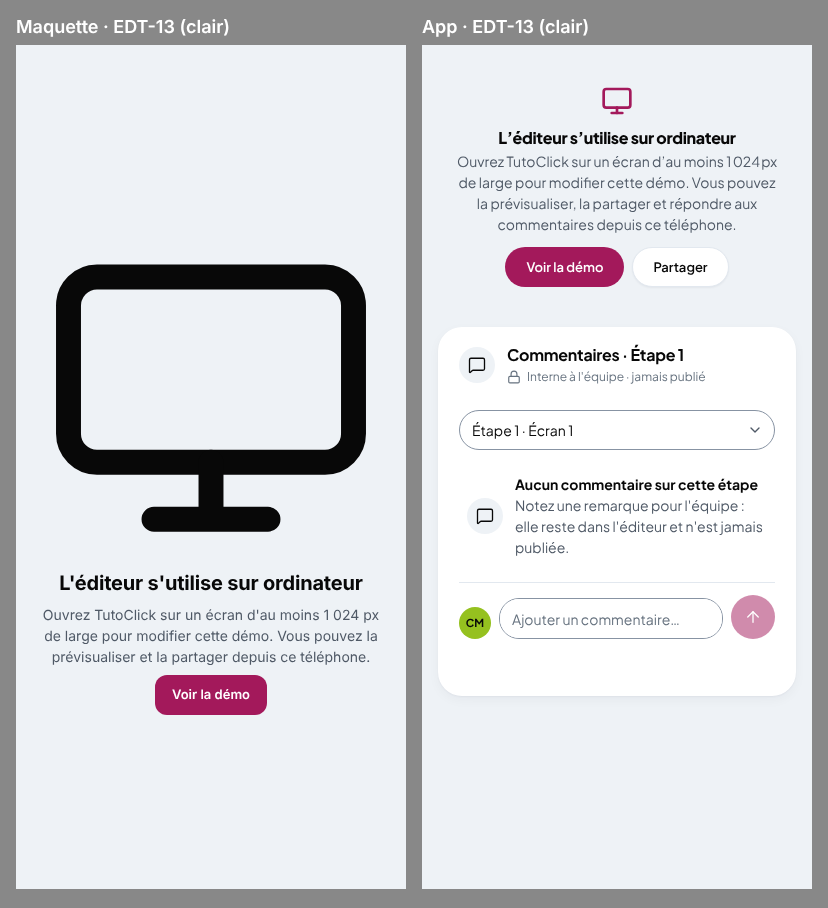 Maquette · EDT-13 (clair)
L'éditeur s'utilise sur ordinateur
Ouvrez TutoClick sur un écran d'au moins 1 024 px
de large pour modifier cette démo. Vous pouvez la
prévisualiser et la partager depuis ce téléphone.
Voir la démo
App · EDT-13 (clair)
L’éditeur s’utilise sur ordinateur
Ouvrez TutoClick sur un écran d’au moins 1 024 px
de large pour modifier cette démo. Vous pouvez
la prévisualiser, la partager et répondre aux
commentaires depuis ce téléphone.
Voir la démo
Partager
Commentaires · Étape 1
Interne à l'équipe · jamais publié
Étape 1 · Écran 1
Aucun commentaire sur cette étape
Notez une remarque pour l'équipe :
elle reste dans l'éditeur et n'est jamais
publiée.
CM
Ajouter un commentaire…